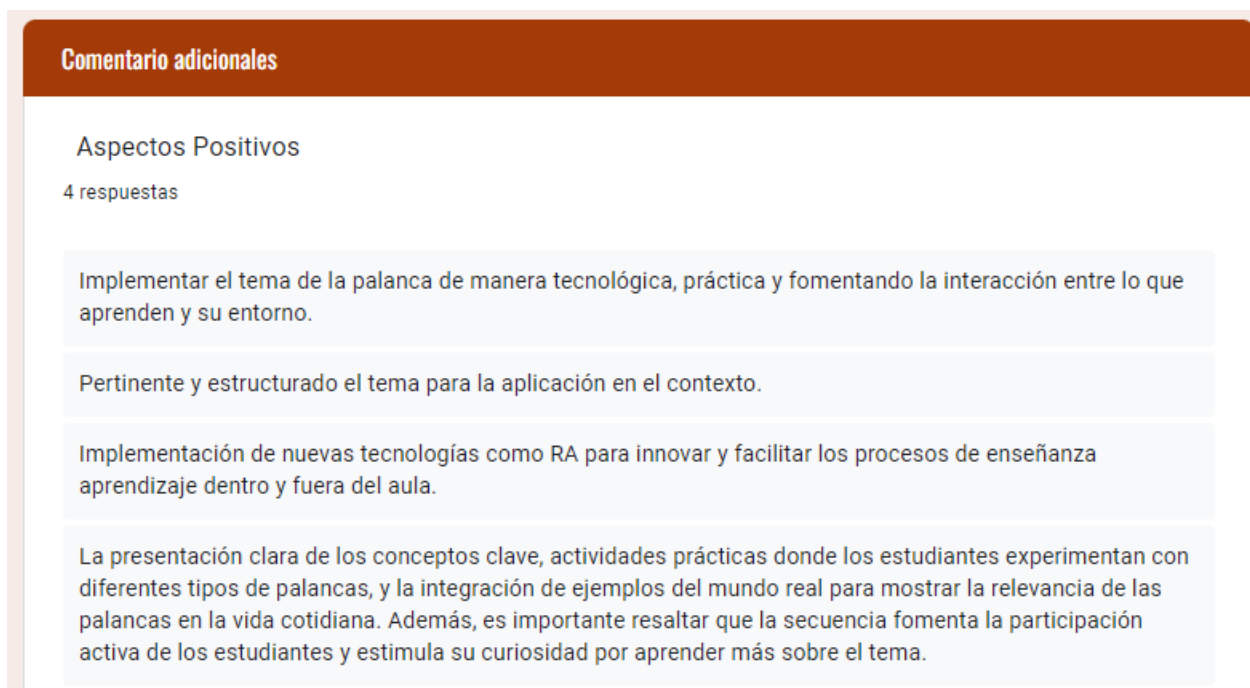 Comentario adicionales
Aspectos Positivos
4 respuestas
Implementar el tema de la palanca de manera tecnológica, práctica y fomentando la interacción entre lo que
aprenden y su entorno.
Pertinente y estructurado el tema para la aplicación en el contexto.
Implementación de nuevas tecnologías como RA para innovar y facilitar los procesos de enseñanza
aprendizaje dentro y fuera del aula.
La presentación clara de los conceptos clave, actividades prácticas donde los estudiantes experimentan con
diferentes tipos de palancas, y la integración de ejemplos del mundo real para mostrar la relevancia de las
palancas en la vida cotidiana. Además, es importante resaltar que la secuencia fomenta la participación
activa de los estudiantes y estimula su curiosidad por aprender más sobre el tema.